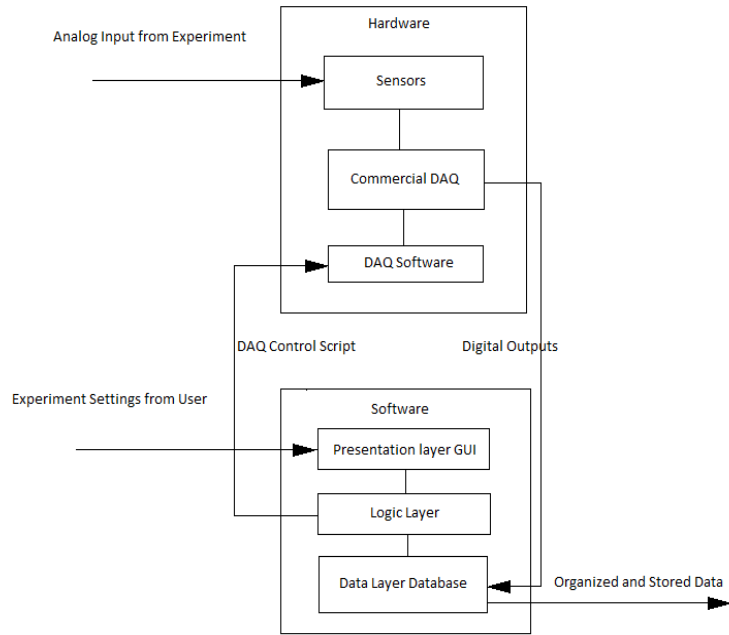 Hardware
Analog Input from Experiment
Sensors
Commercial DAQ
DAQ Software
DAQ Control Script
Digital Outputs
Experiment Settings from User
Software
Presentation layer GUI
Logic Layer
Data Layer Database
Organized and Stored Data